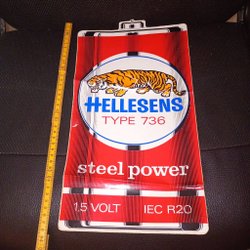 HELLESENS
TYPE 736
steel power
1.5 VOLT IEC R20